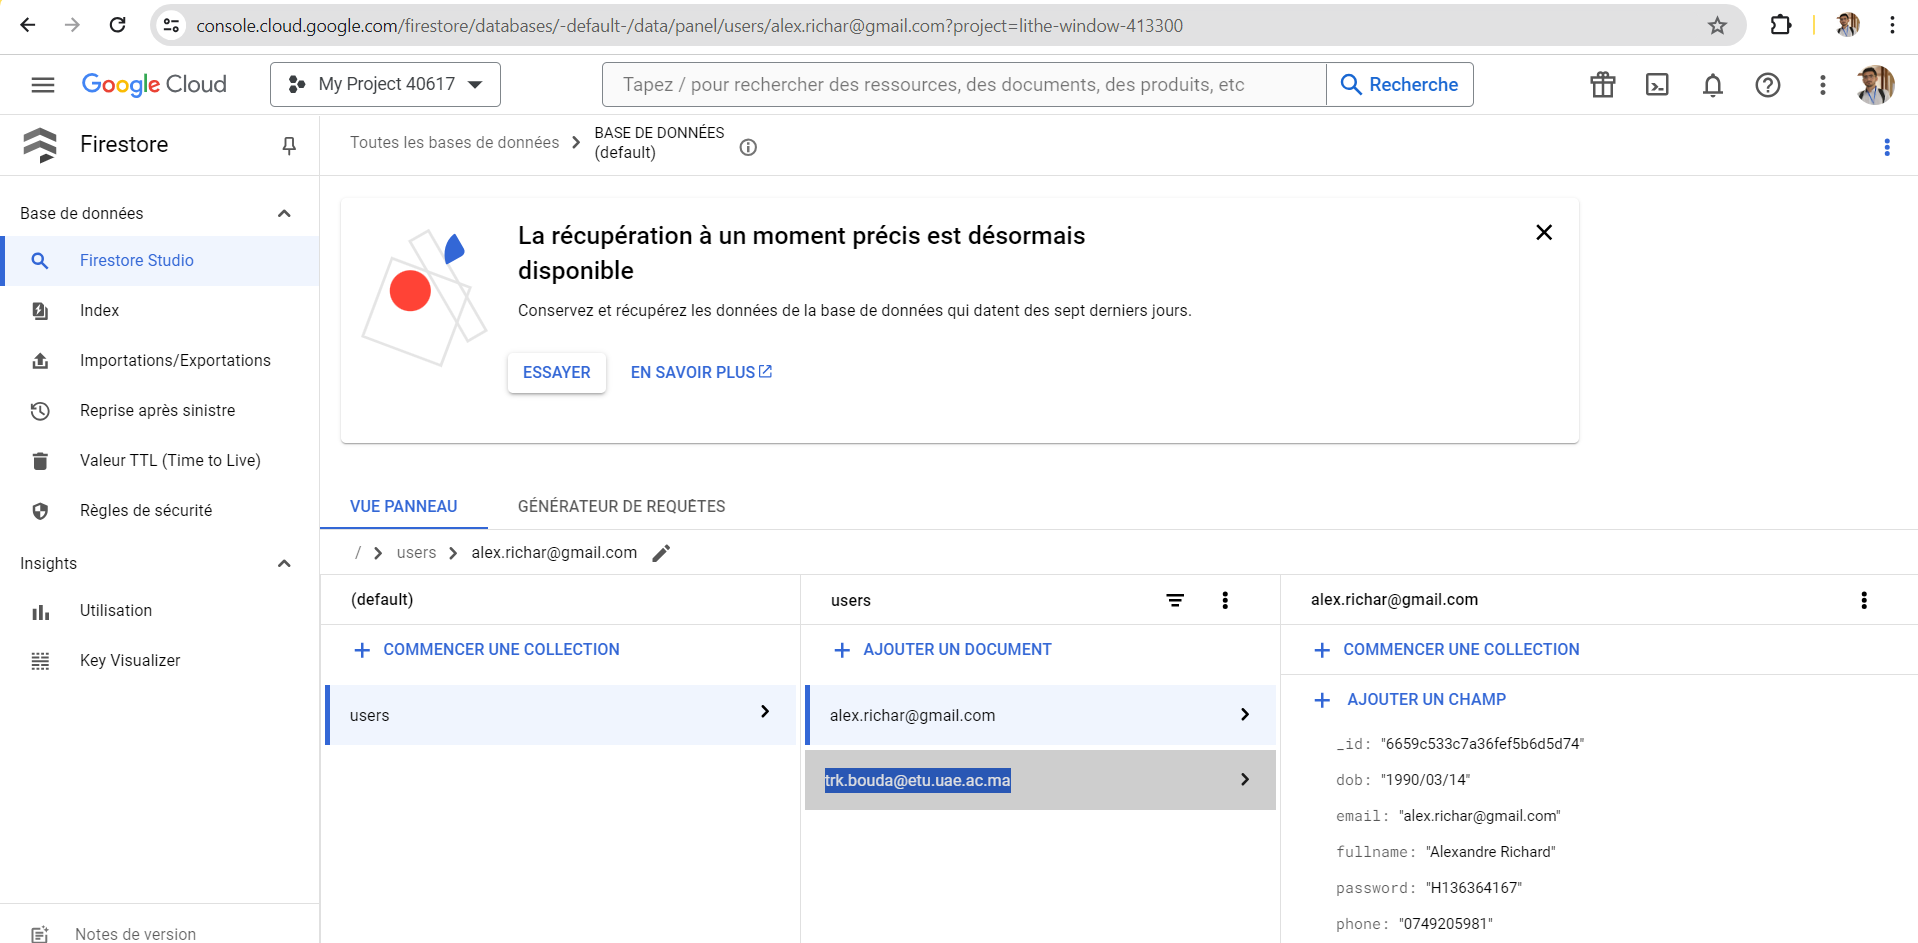 console.cloud.google.com/firestore/databases/-default-/data/panel/users/alex.richar@gmail.com?project=lithe-window-413300
Google Cloud
My Project 40617
Tapez / pour rechercher des ressources, des documents, des produits, etc
Recherche
Firestore
Toutes les bases de données
BASE DE DONNÉES
(default)
Base de données
Firestore Studio
Index
Importations/Exportations
Reprise après sinistre
Valeur TTL (Time to Live)
Règles de sécurité
Insights
Utilisation
Key Visualizer
Notes de version
La récupération à un moment précis est désormais
disponible
Conservez et récupérez les données de la base de données qui datent des sept derniers jours.
ESSAYER
EN SAVOIR PLUS
VUE PANNEAU
GÉNÉRATEUR DE REQUÊTES
/ users alex.richar@gmail.com
(default)
COMMENCER UNE COLLECTION
users
users
AJOUTER UN DOCUMENT
alex.richar@gmail.com
trk.bouda@etu.uae.ac.ma
alex.richar@gmail.com
COMMENCER UNE COLLECTION
AJOUTER UN CHAMP
_id: "6659c533c7a36fef5b6d5d74"
dob: "1990/03/14"
email: "alex.richar@gmail.com"
fullname: "Alexandre Richard"
password: "H136364167"
phone: "0749205981"